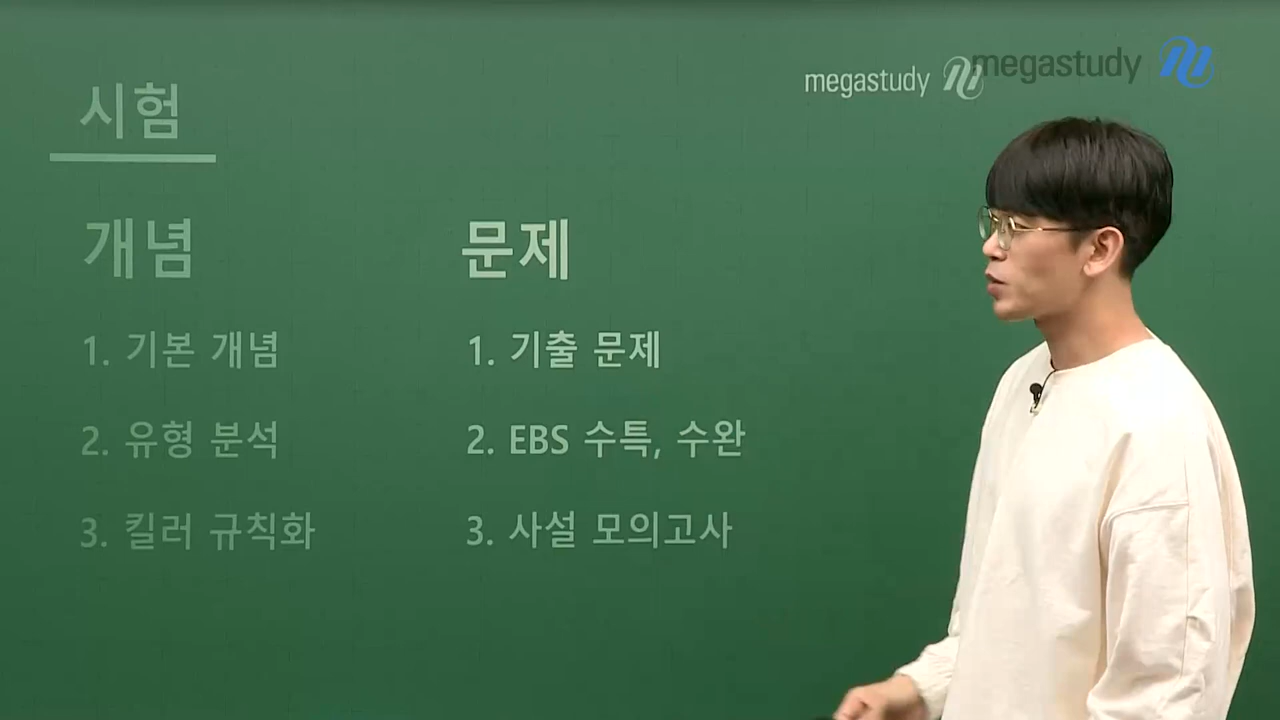 시험
megastudy
megastudy
개념
문제
1. 기본 개념
1. 기출 문제
2. 유형 분석
2. EBS 수특, 수완
3. 킬러 규칙화
3. 사설 모의고사